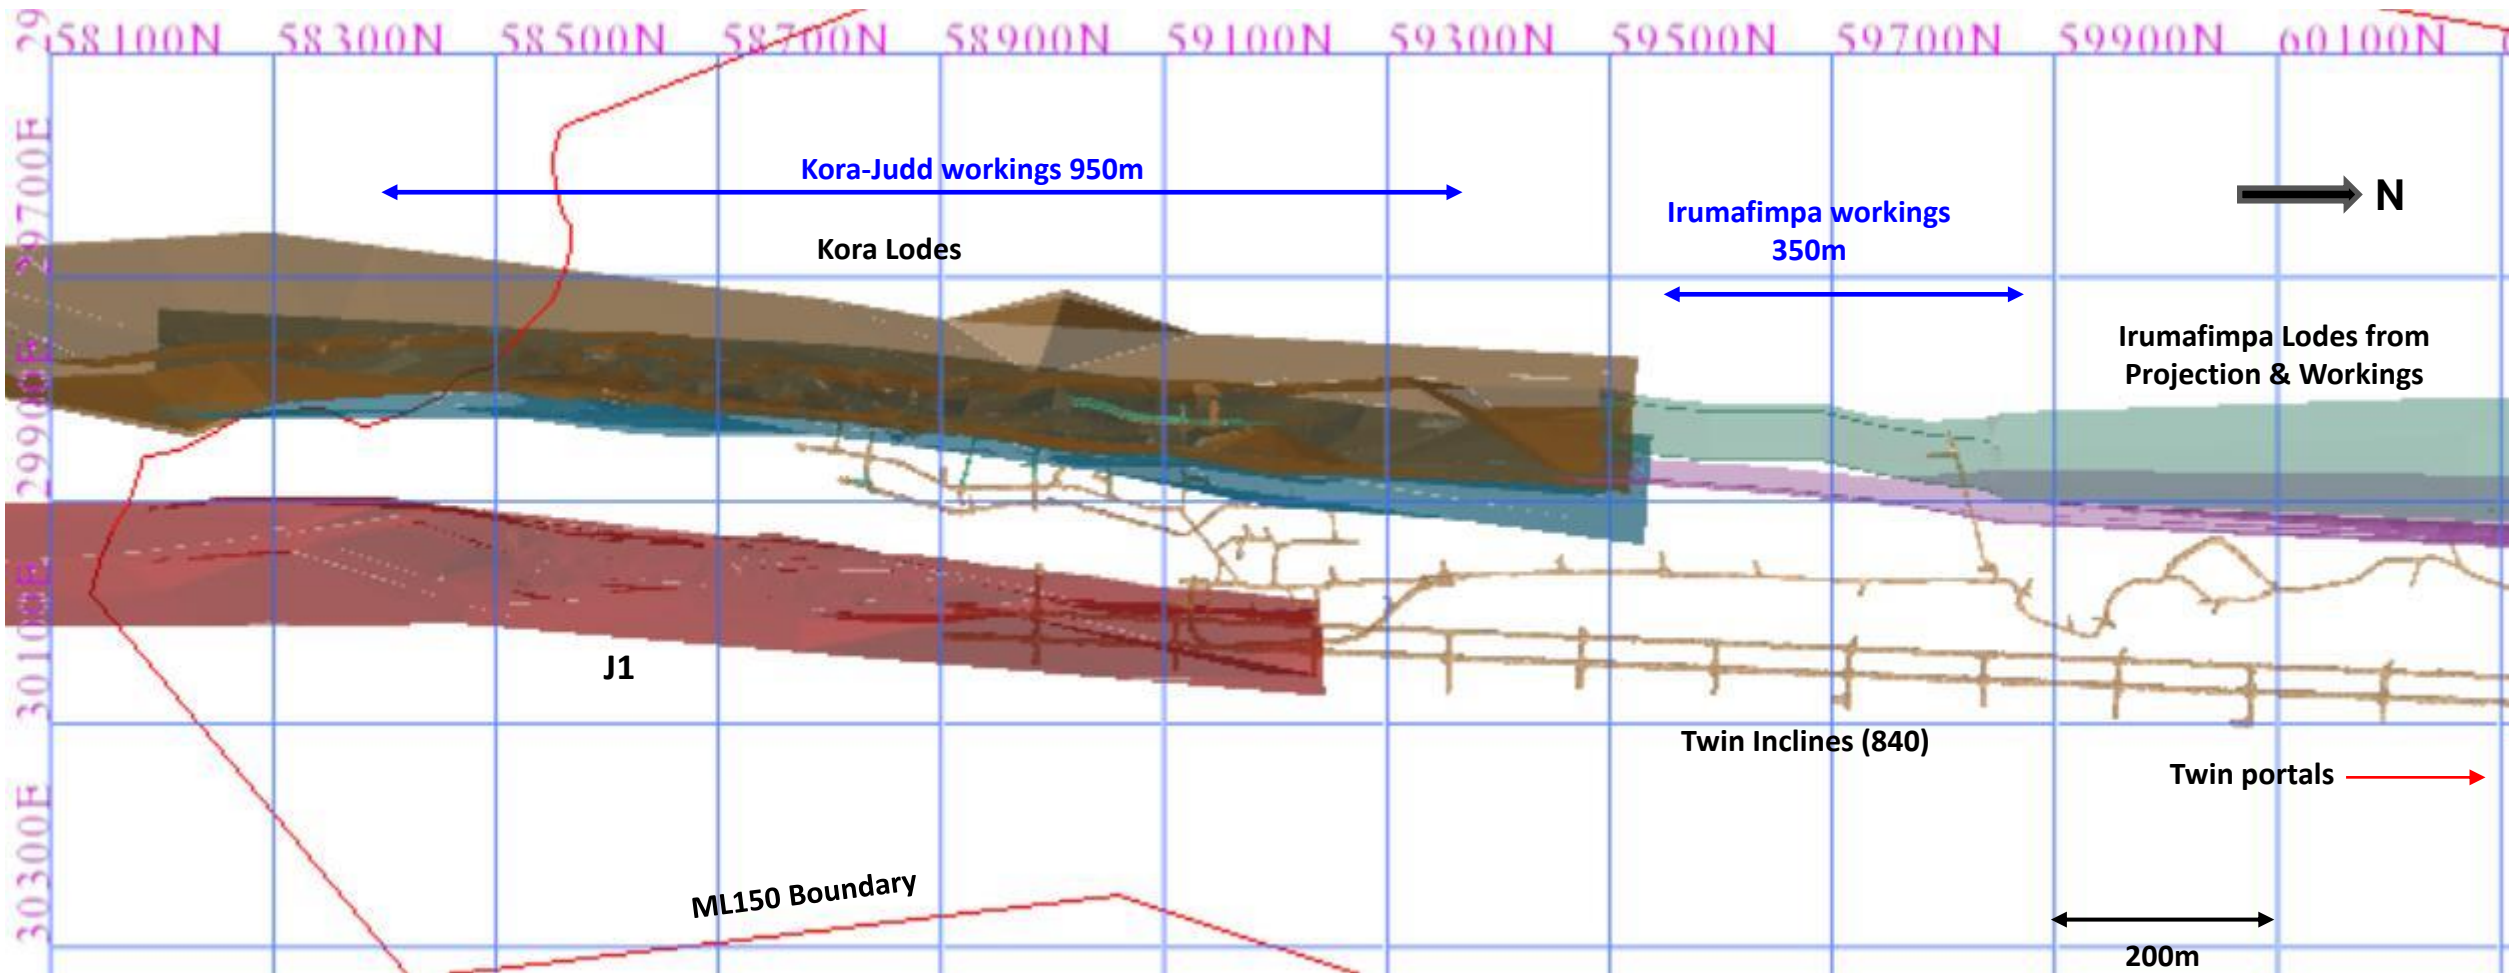 58100N 58300N 58500N 58700N 58900N 59100N 59300N 59500N 59700N 59900N 60100N
29700E
29900E
30100E
30300E
Kora-Judd workings 950m
N
Irumafimpa workings
350m
Kora Lodes
Irumafimpa Lodes from
Projection & Workings
J1
Twin Inclines (840)
Twin portals
ML150 Boundary
200m